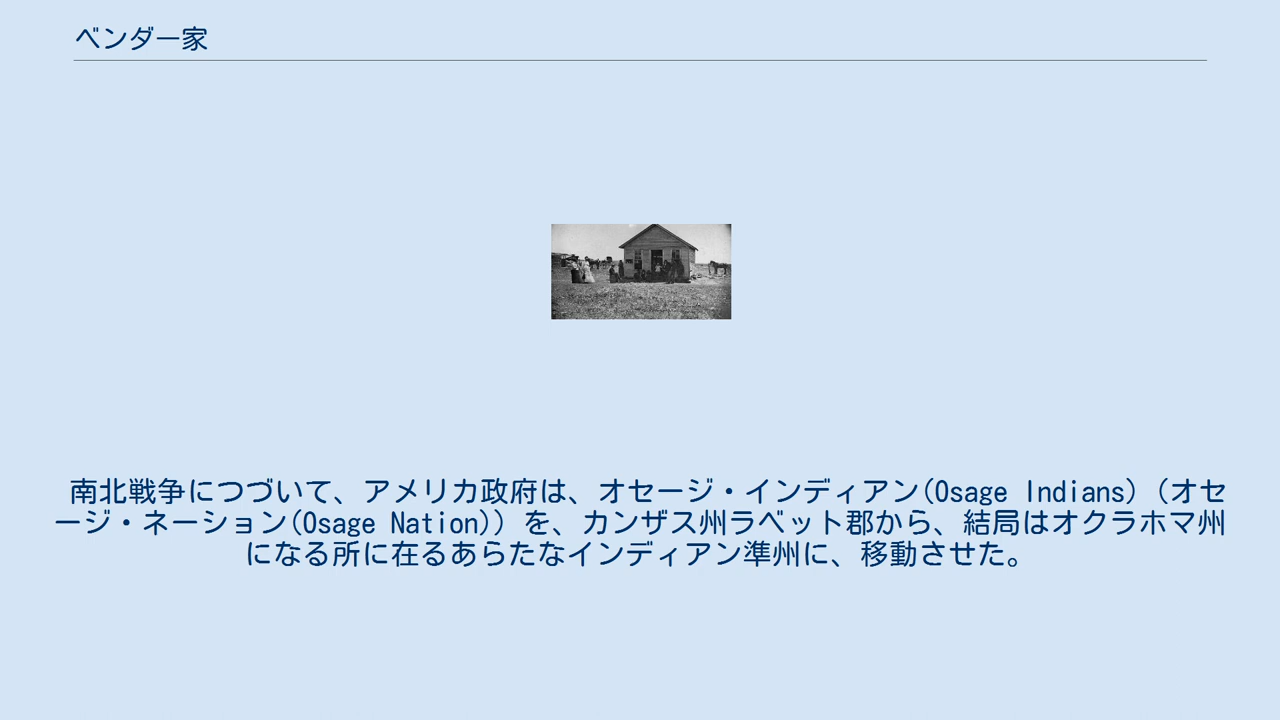 ベンダー家
南北戦争につづいて、アメリカ政府は、オセージ・インディアン(Osage Indians)（オセ
ージ・ネーション(Osage Nation)）を、カンザス州ラベット郡から、結局はオクラホマ州
になる所に在るあらたなインディアン準州に、移動させた。